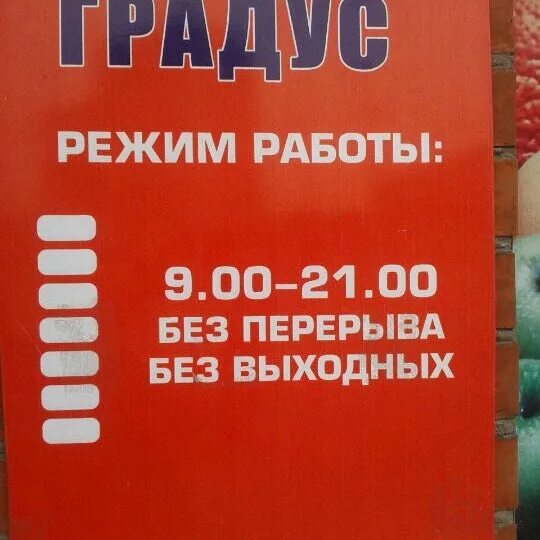 ГРАДУС
РЕЖИМ РАБОТЫ:
9.00–21.00
БЕЗ ПЕРЕРЫВА
БЕЗ ВЫХОДНЫХ